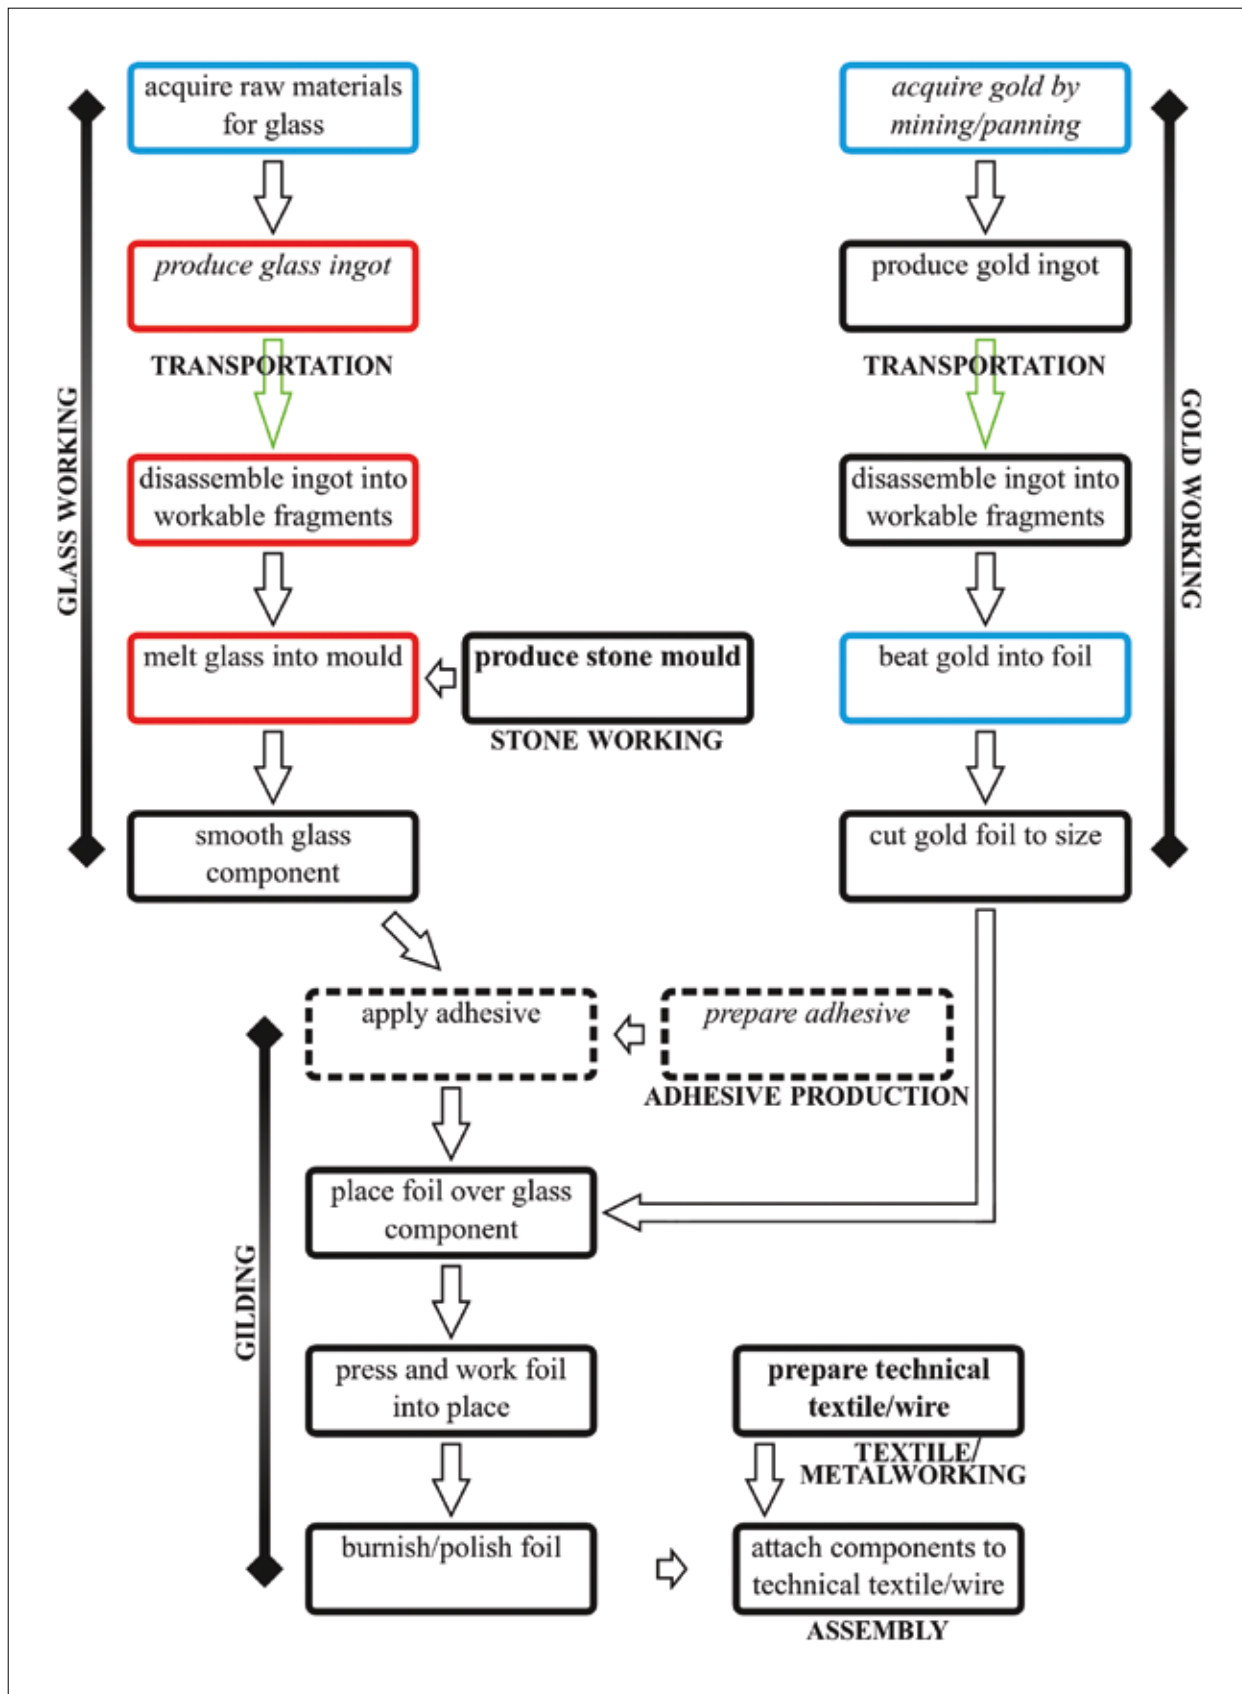 acquire raw materials
for glass
acquire gold by
mining/panning
produce glass ingot
produce gold ingot
TRANSPORTATION
TRANSPORTATION
GLASS WORKING
GOLD WORKING
disassemble ingot into
workable fragments
disassemble ingot into
workable fragments
melt glass into mould
produce stone mould
STONE WORKING
beat gold into foil
smooth glass
component
cut gold foil to size
apply adhesive
prepare adhesive
ADHESIVE PRODUCTION
place foil over glass
component
GILDING
press and work foil
into place
prepare technical
textile/wire
TEXTILE/
METALWORKING
burnish/polish foil
attach components to
technical textile/wire
ASSEMBLY